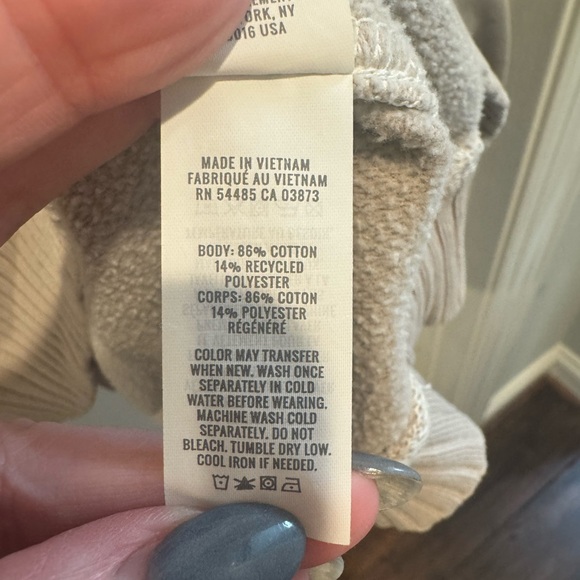 ORK, NY
016 USA
MADE IN VIETNAM
FABRIQUÉ AU VIETNAM
RN 54485 CA 03873
BODY: 86% COTTON
14% RECYCLED
POLYESTER
CORPS: 86% COTON
14% POLYESTER
RÉGÉNÉRÉ
COLOR MAY TRANSFER
WHEN NEW. WASH ONCE
SEPARATELY IN COLD
WATER BEFORE WEARING.
MACHINE WASH COLD
SEPARATELY. DO NOT
BLEACH. TUMBLE DRY LOW.
COOL IRON IF NEEDED.